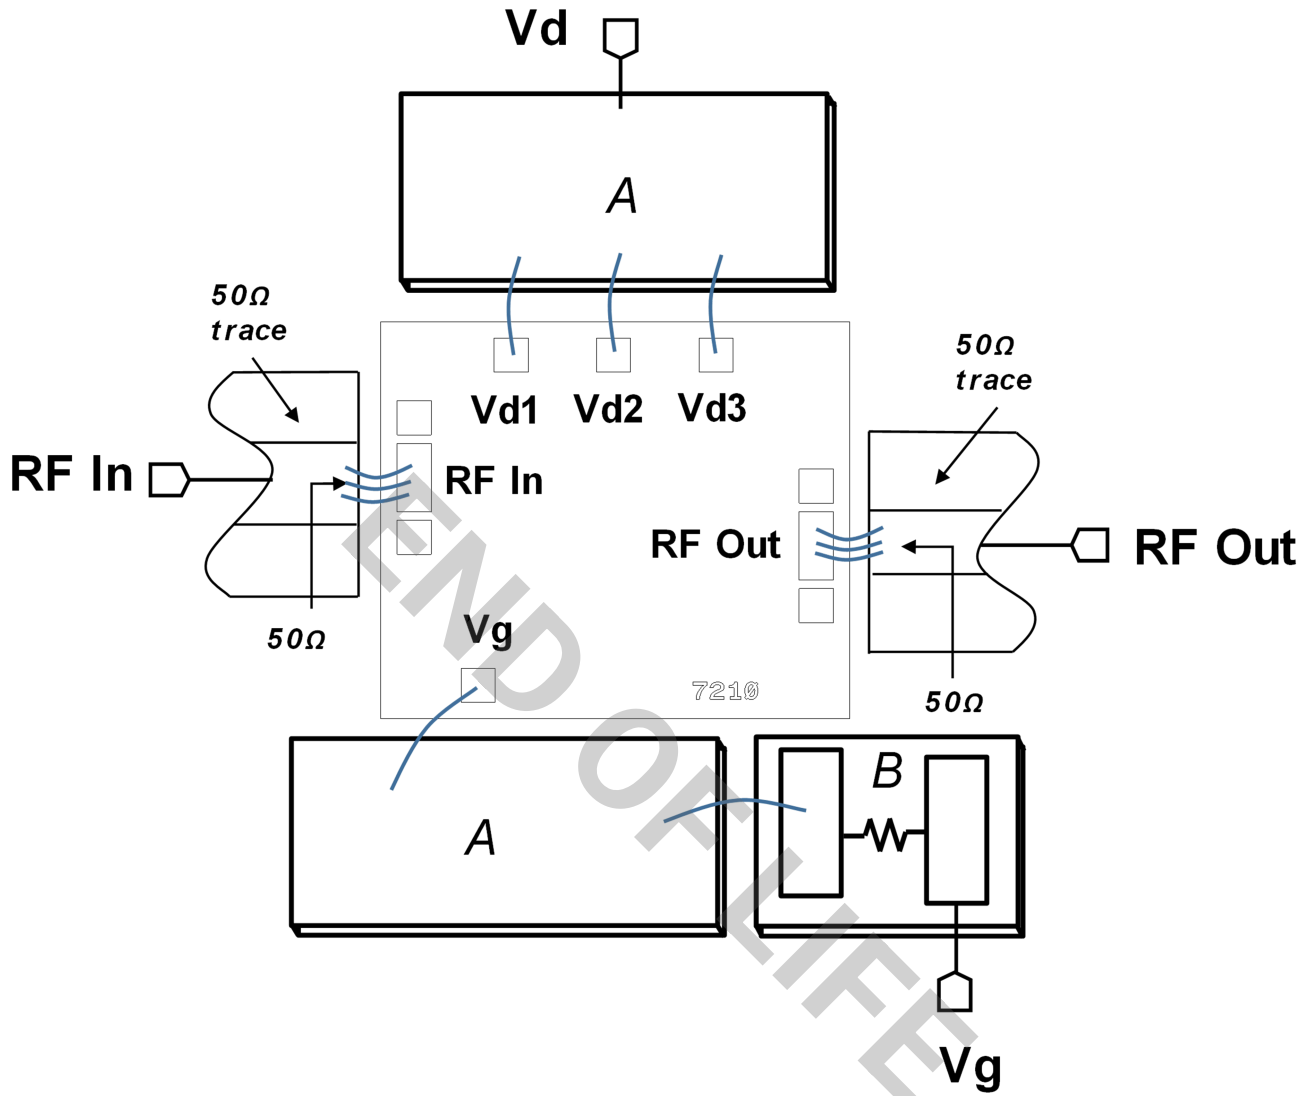 Vd
A
50Ω
trace
50Ω
trace
Vd1 Vd2 Vd3
RF In
RF In
RF Out
RF Out
50Ω
Vg
7210
50Ω
B
A
Vg
END OF LIFE